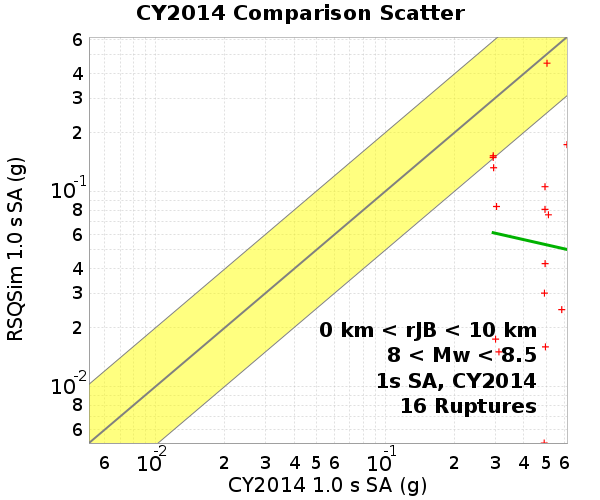 CY2014 Comparison Scatter
6
4
3
2
10-1
8
6
4
3
2
10-2
8
6
RSQSim 1.0 s SA (g)
0 km < rJB < 10 km
8 < Mw < 8.5
1s SA, CY2014
16 Ruptures
6 10-2 2 3 4 5 6 10-1 2 3 4 5 6
CY2014 1.0 s SA (g)